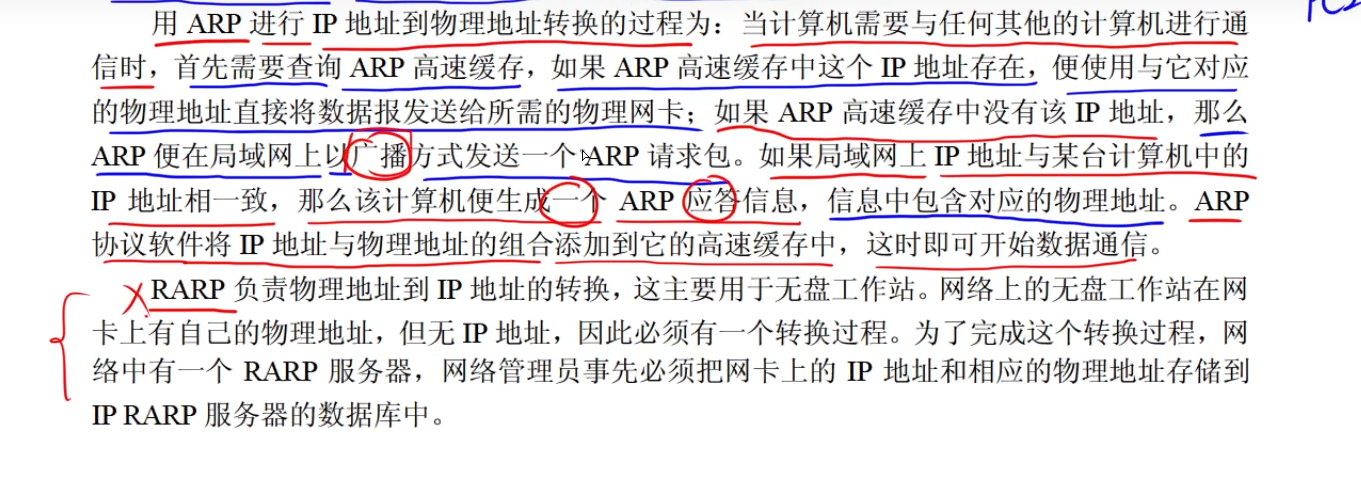 用 ARP 进行 IP 地址到物理地址转换的过程为：当计算机需要与任何其他的计算机进行通
信时，首先需要查询 ARP 高速缓存，如果 ARP 高速缓存中这个 IP 地址存在，便使用与它对应
的物理地址直接将数据报发送给所需的物理网卡；如果 ARP 高速缓存中没有该 IP 地址，那么
ARP 便在局域网上以广播方式发送一个 ARP 请求包。如果局域网上 IP 地址与某台计算机中的
IP 地址相一致，那么该计算机便生成一个 ARP 应答信息，信息中包含对应的物理地址。ARP
协议软件将 IP 地址与物理地址的组合添加到它的高速缓存中，这时即可开始数据通信。
RARP 负责物理地址到 IP 地址的转换，这主要用于无盘工作站。网络上的无盘工作站在网
卡上有自己的物理地址，但无 IP 地址，因此必须有一个转换过程。为了完成这个转换过程，网
络中有一个 RARP 服务器，网络管理员事先必须把网卡上的 IP 地址和相应的物理地址存储到
IP RARP 服务器的数据库中。